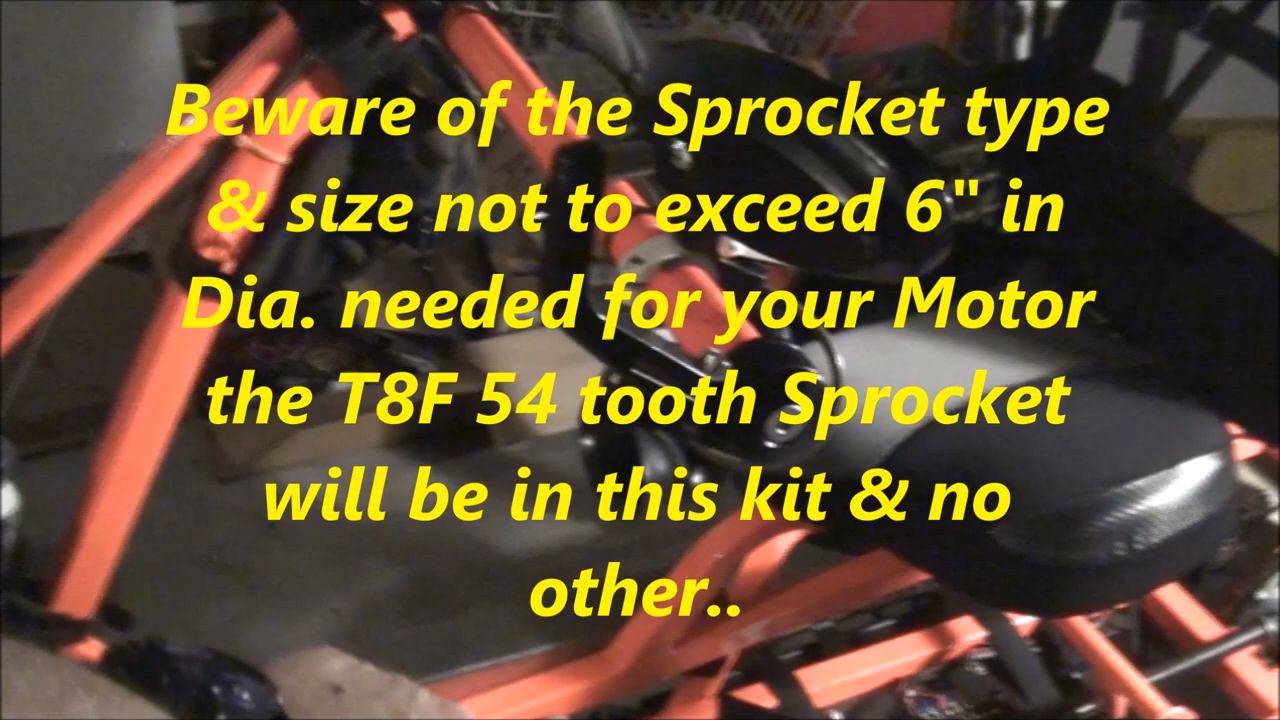 Beware of the Sprocket type
& size not to exceed 6" in
Dia. needed for your Motor
the T8F 54 tooth Sprocket
will be in this kit & no
other..